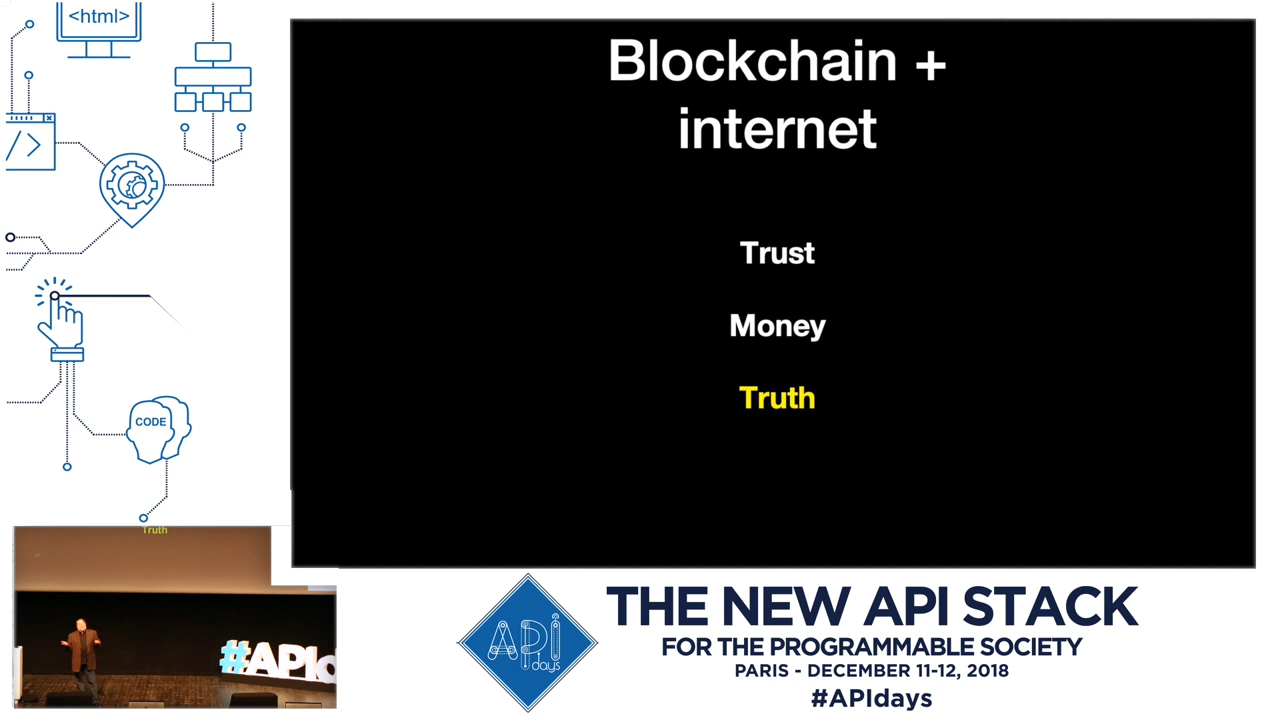 <html>
Blockchain +
internet
Trust
Money
Truth
</>
CODE
Truth
#APId
API
days
THE NEW API STACK
FOR THE PROGRAMMABLE SOCIETY
PARIS - DECEMBER 11-12, 2018
#APIdays